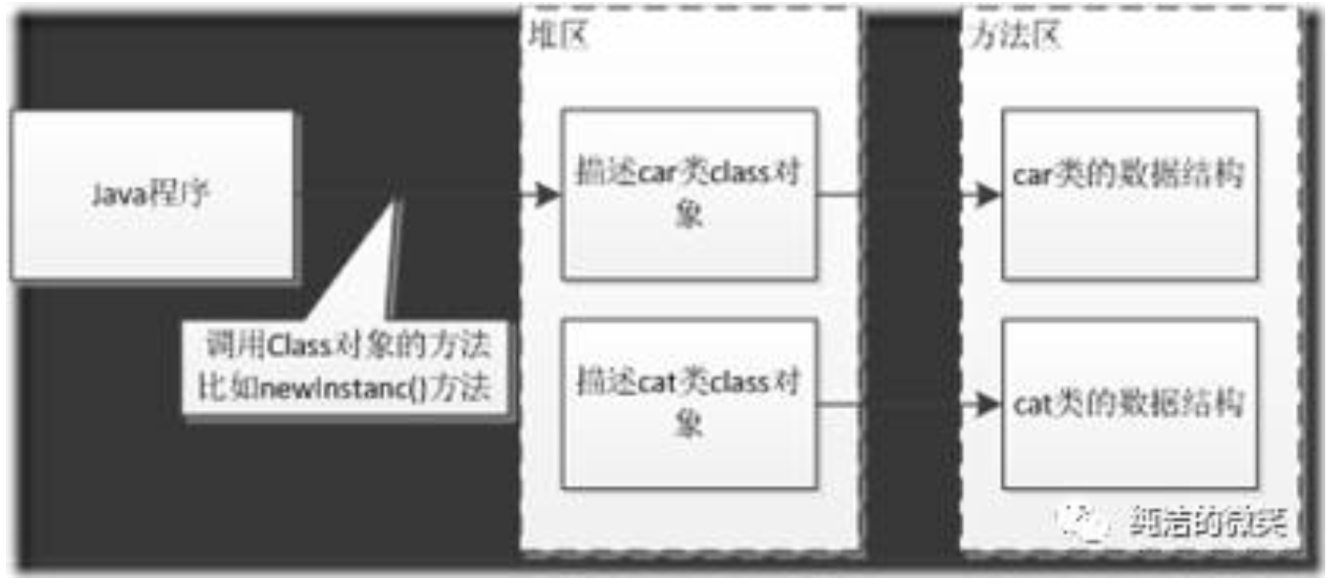 堆区
方法区
Java程序
描述car类class对
象
car类的数据结构
调用Class对象的方法
比如newInstanc()方法
描述cat类class对
象
cat类的数据结构
纯洁的微笑